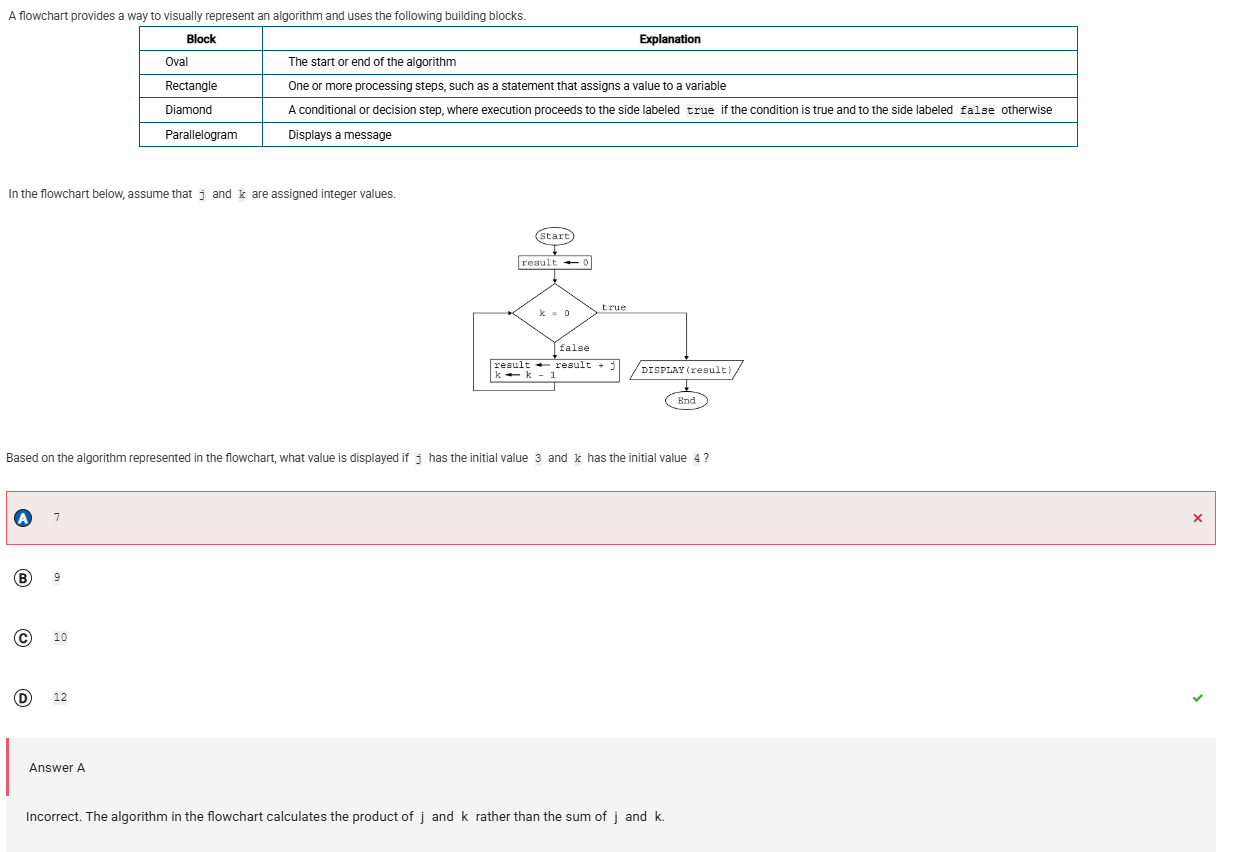 A flowchart provides a way to visually represent an algorithm and uses the following building blocks.
Block Explanation
Oval The start or end of the algorithm
Rectangle One or more processing steps, such as a statement that assigns a value to a variable
Diamond A conditional or decision step, where execution proceeds to the side labeled true if the condition is true and to the side labeled false otherwise
Parallelogram Displays a message
In the flowchart below, assume that j and k are assigned integer values.
Start
result ← 0
k = 0
true
false
result ← result + j
k ← k - 1
DISPLAY(result)
End
Based on the algorithm represented in the flowchart, what value is displayed if j has the initial value 3 and k has the initial value 4 ?
A 7
B 9
C 10
D 12
Answer A
Incorrect. The algorithm in the flowchart calculates the product of j and k rather than the sum of j and k.